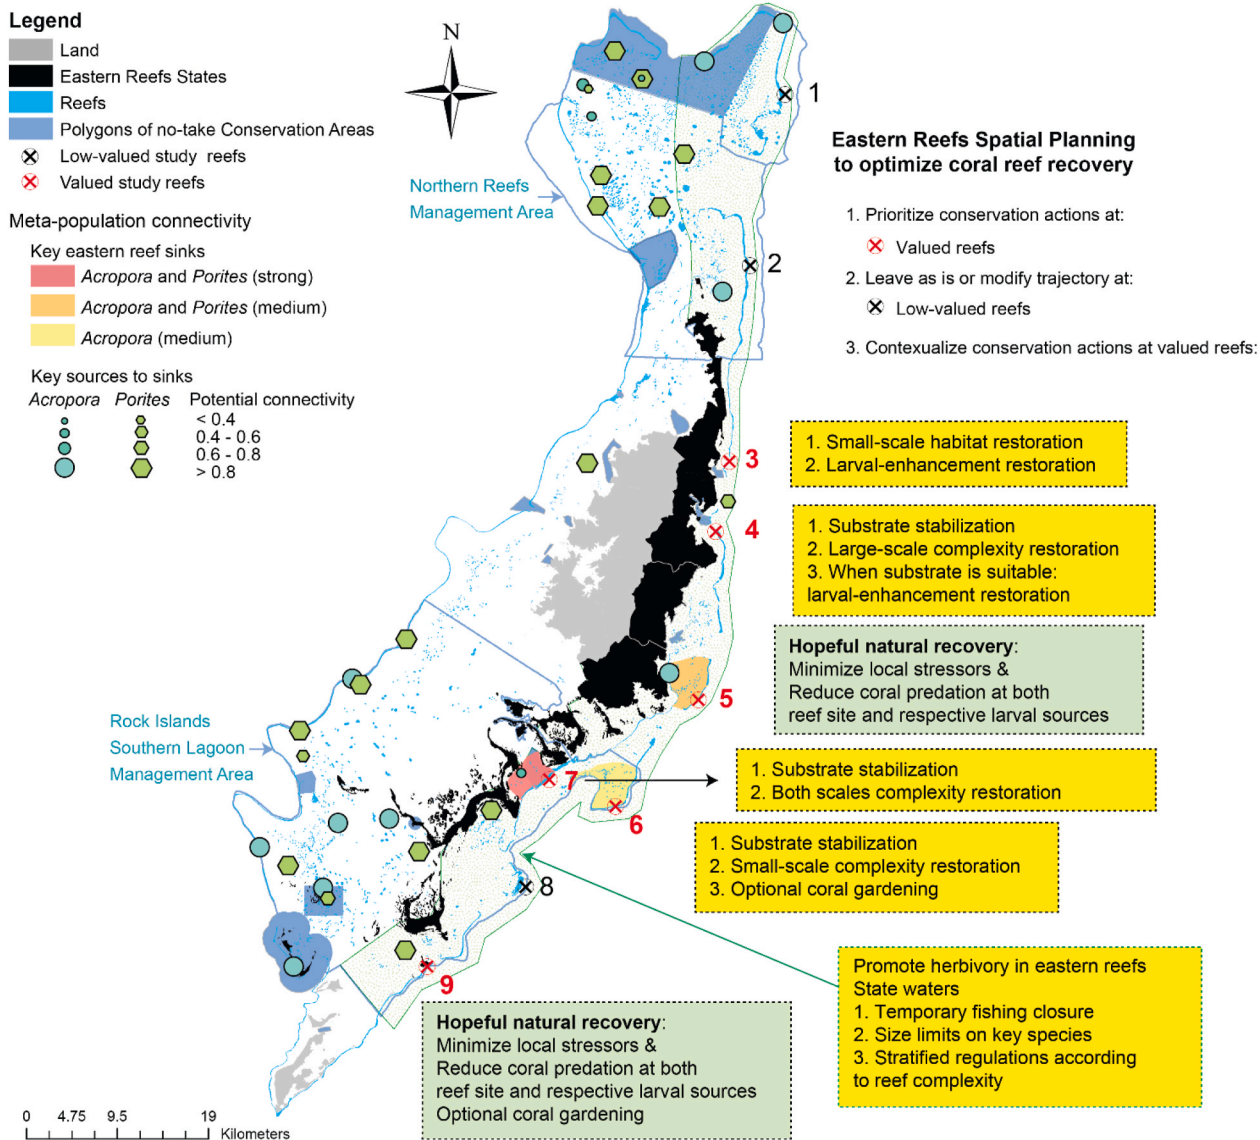 Legend
Land
Eastern Reefs States
Reefs
Polygons of no-take Conservation Areas
Low-valued study reefs
Valued study reefs
Meta-population connectivity
Key eastern reef sinks
Acropora and Porites (strong)
Acropora and Porites (medium)
Acropora (medium)
Key sources to sinks
Acropora Porites Potential connectivity
< 0.4
0.4 - 0.6
0.6 - 0.8
> 0.8
N
Northern Reefs
Management Area
1
2
3
4
5
6
7
8
9
Rock Islands
Southern Lagoon
Management Area
Eastern Reefs Spatial Planning
to optimize coral reef recovery
1. Prioritize conservation actions at:
Valued reefs
2. Leave as is or modify trajectory at:
Low-valued reefs
3. Contexualize conservation actions at valued reefs:
1. Small-scale habitat restoration
2. Larval-enhancement restoration
1. Substrate stabilization
2. Large-scale complexity restoration
3. When substrate is suitable:
larval-enhancement restoration
Hopeful natural recovery:
Minimize local stressors &
Reduce coral predation at both
reef site and respective larval sources
1. Substrate stabilization
2. Both scales complexity restoration
1. Substrate stabilization
2. Small-scale complexity restoration
3. Optional coral gardening
Promote herbivory in eastern reefs
State waters
1. Temporary fishing closure
2. Size limits on key species
3. Stratified regulations according
to reef complexity
Hopeful natural recovery:
Minimize local stressors &
Reduce coral predation at both
reef site and respective larval sources
Optional coral gardening
0 4.75 9.5 19
Kilometers